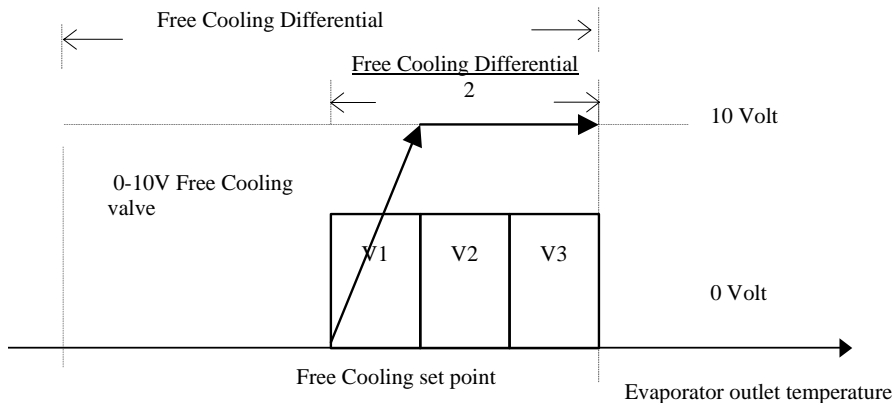 Free Cooling Differential
Free Cooling Differential
2
10 Volt
0-10V Free Cooling
valve
V1 V2 V3
0 Volt
Free Cooling set point
Evaporator outlet temperature